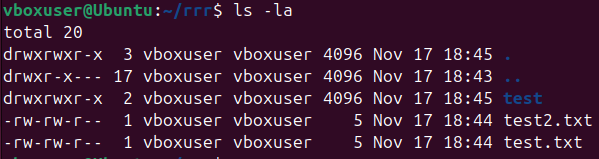 vboxuser@Ubuntu:~/rrr$ ls -la
total 20
drwxrwxr-x  3 vboxuser vboxuser 4096 Nov 17 18:45 .
drwxr-x--- 17 vboxuser vboxuser 4096 Nov 17 18:43 ..
drwxrwxr-x  2 vboxuser vboxuser 4096 Nov 17 18:45 test
-rw-rw-r--  1 vboxuser vboxuser    5 Nov 17 18:44 test2.txt
-rw-rw-r--  1 vboxuser vboxuser    5 Nov 17 18:44 test.txt